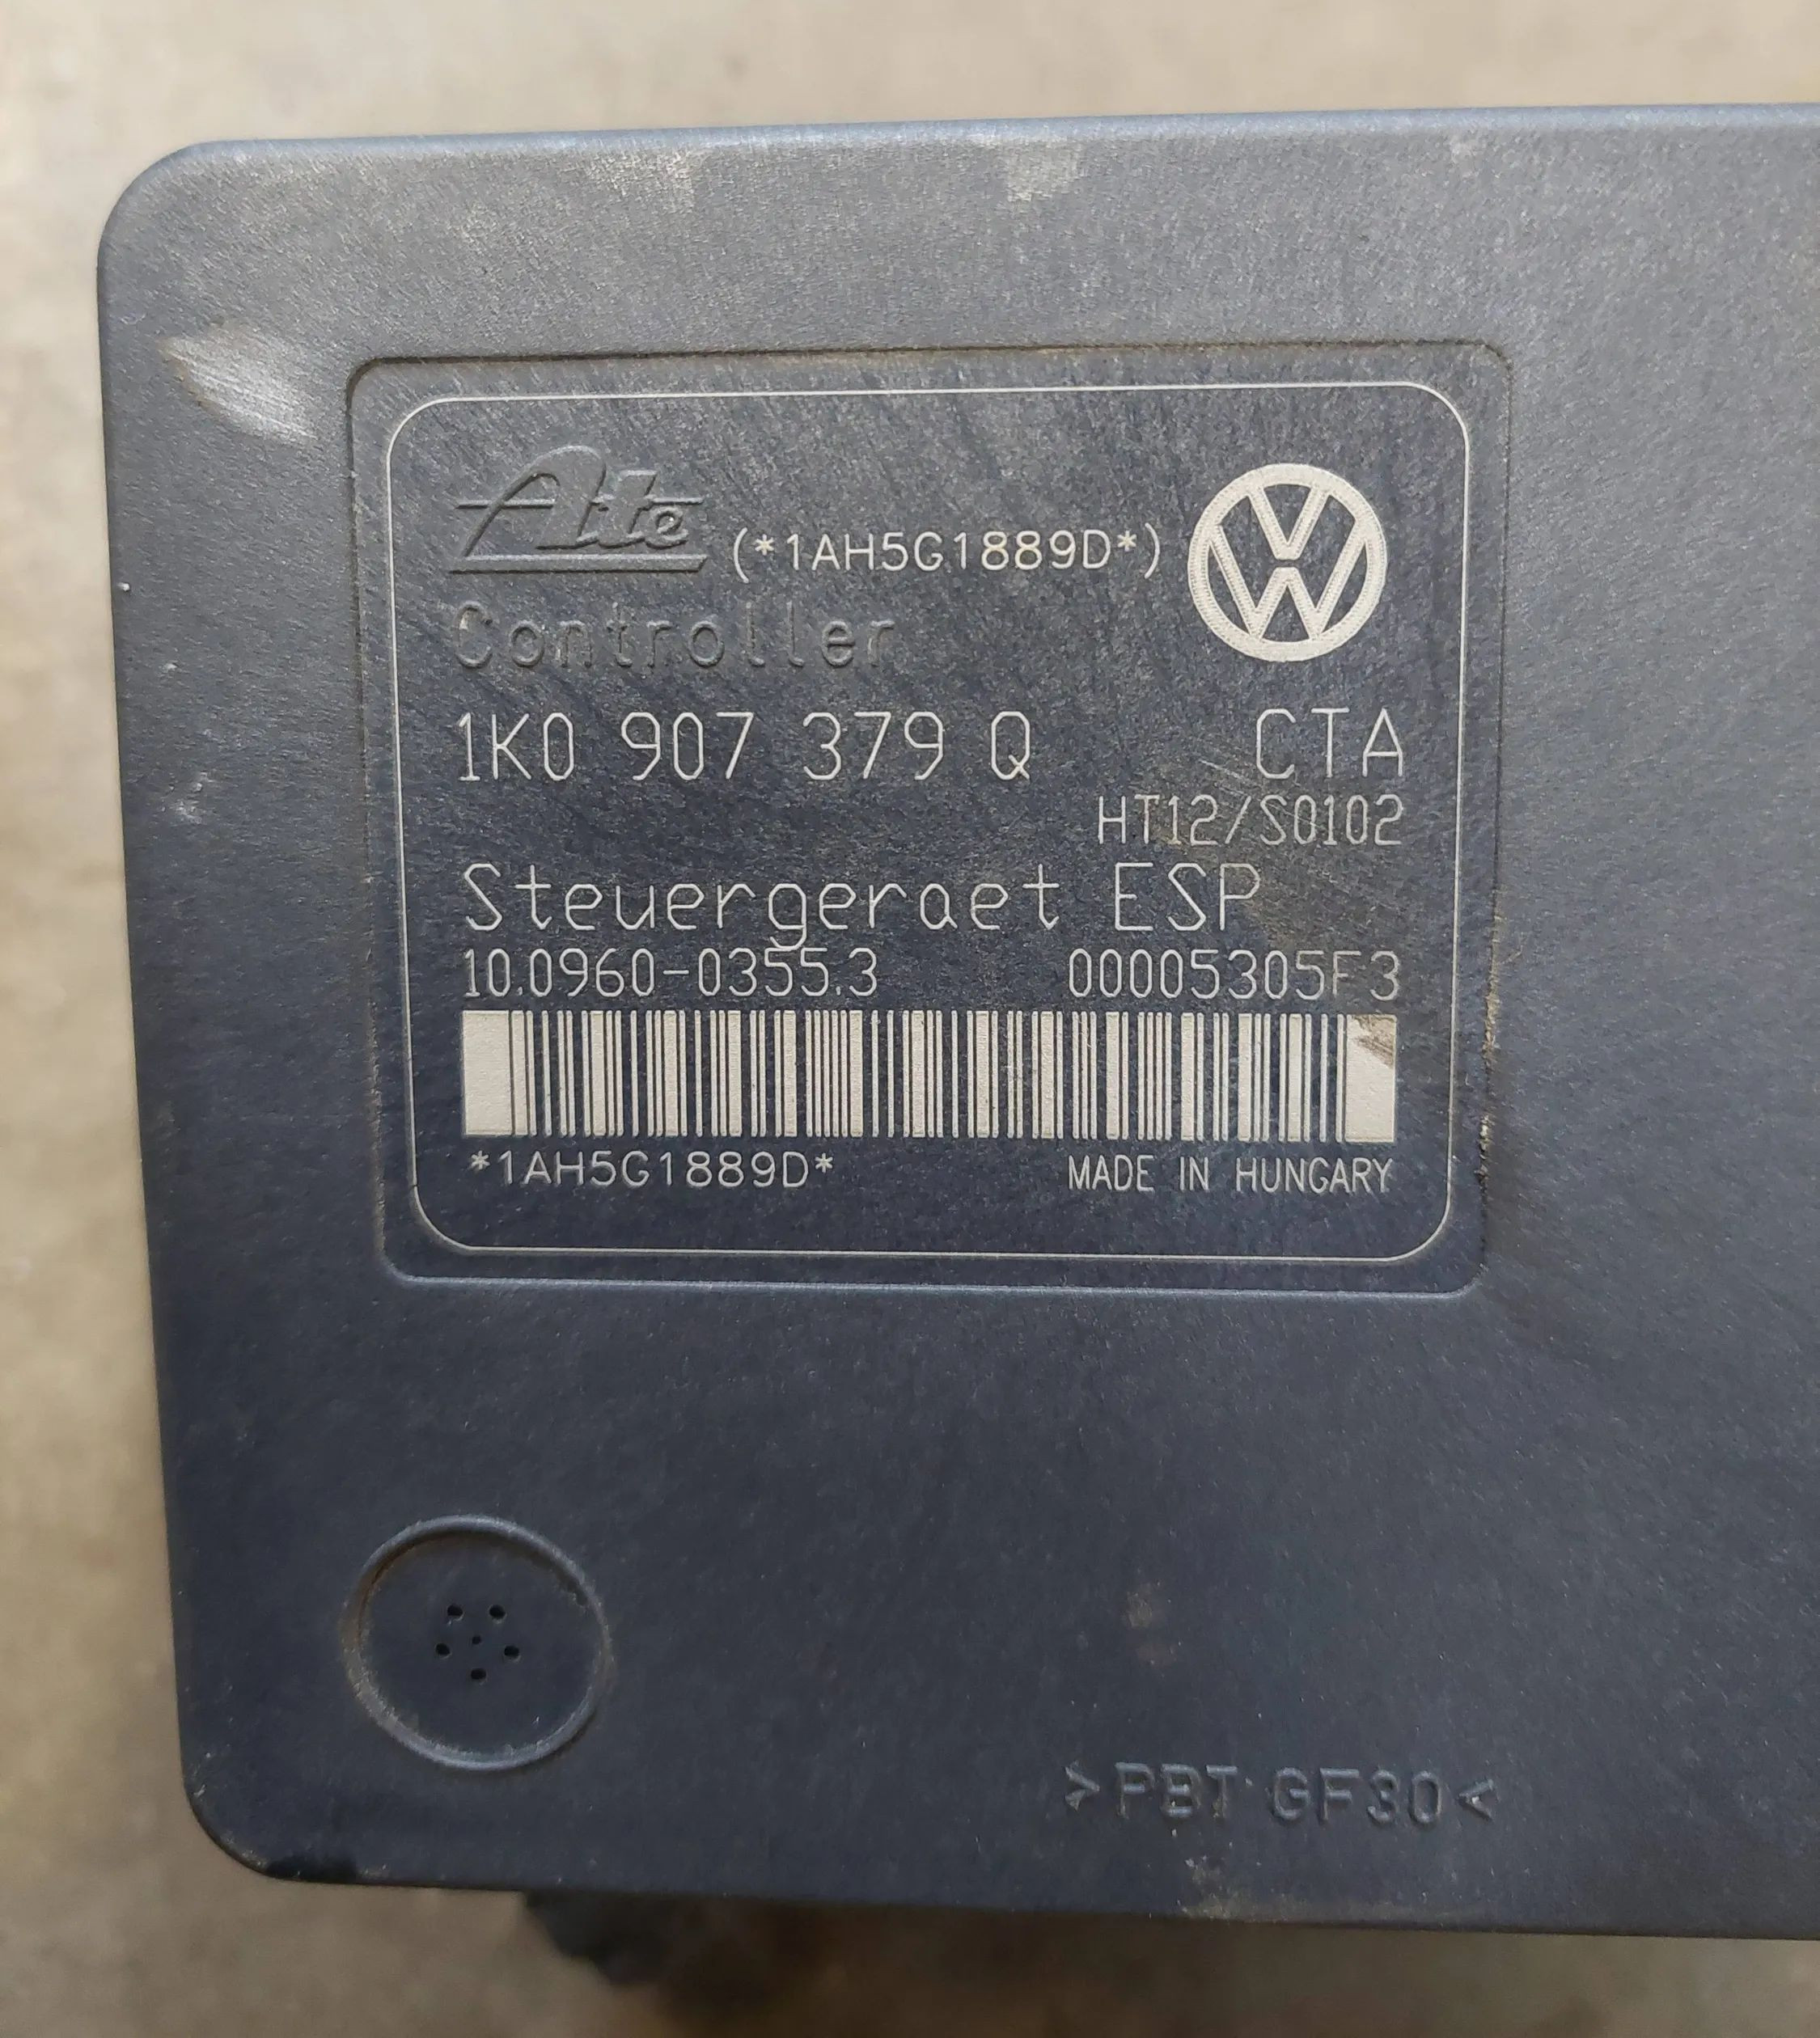 Ate (*1AH5G1889D*)
Controller
1K0 907 379 Q CTA
HT12/S0102
Steuergeraet ESP
10.0960-0355.3 00005305F3
*1AH5G1889D* MADE IN HUNGARY
>PBT GF30<